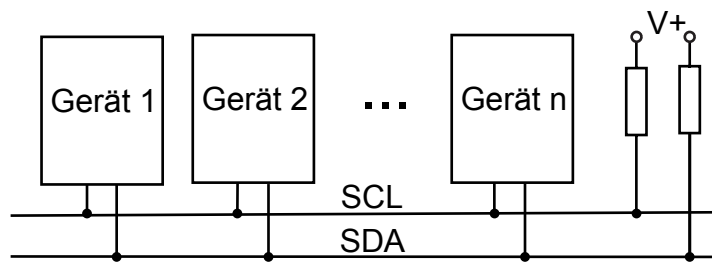 V+
Gerät 1
Gerät 2
...
Gerät n
SCL
SDA